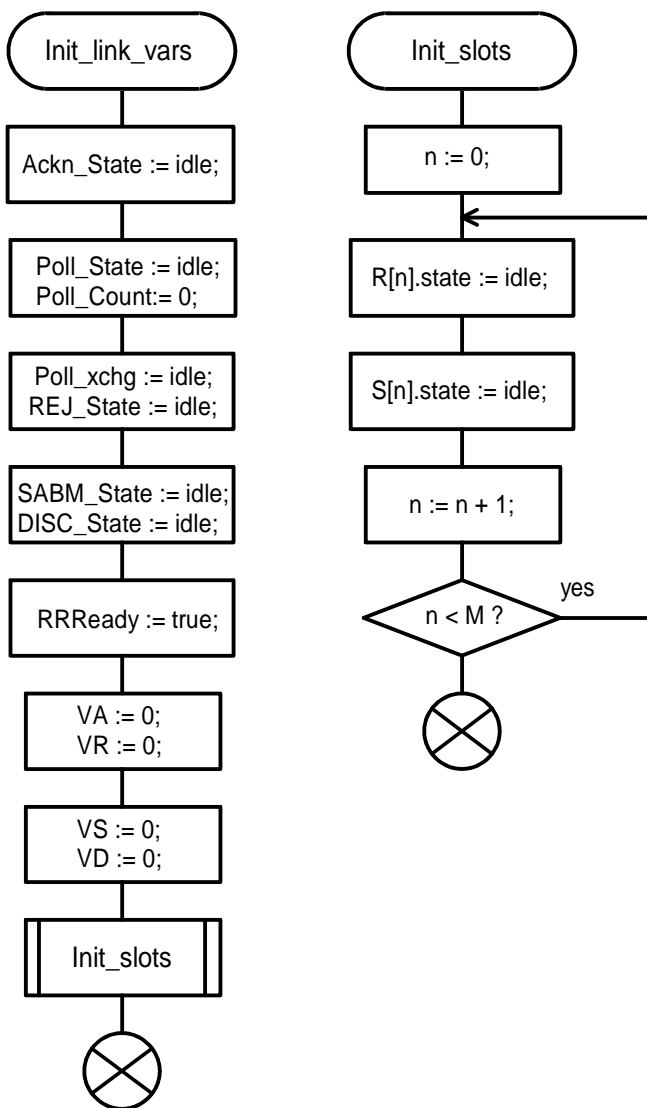 Init_link_vars
Ackn_State := idle;
Poll_State := idle;
Poll_Count:= 0;
Poll_xchg := idle;
REJ_State := idle;
SABM_State := idle;
DISC_State := idle;
RRReady := true;
VA := 0;
VR := 0;
VS := 0;
VD := 0;
Init_slots
Init_slots
n := 0;
R[n].state := idle;
S[n].state := idle;
n := n + 1;
n < M ?
yes